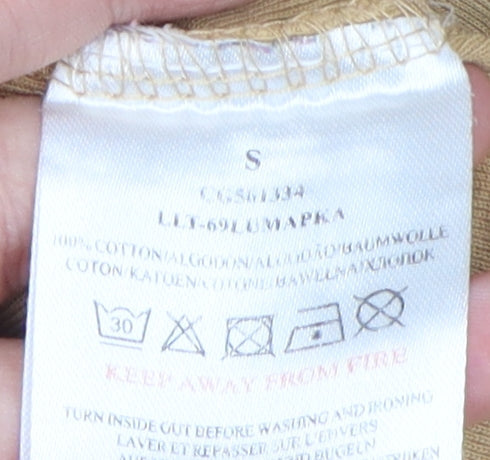 S
CG561334
LLT-69LUMAPKA
100% COTTON/ALGODON/ALGODÃO/BAUMWOLLE
COTON/KATOEN/COTONE/BAWEŁNA/ХЛОПОК
30
KEEP AWAY FROM FIRE
TURN INSIDE OUT BEFORE WASHING AND IRONING
LAVER ET REPASSER SUR L'ENVERS